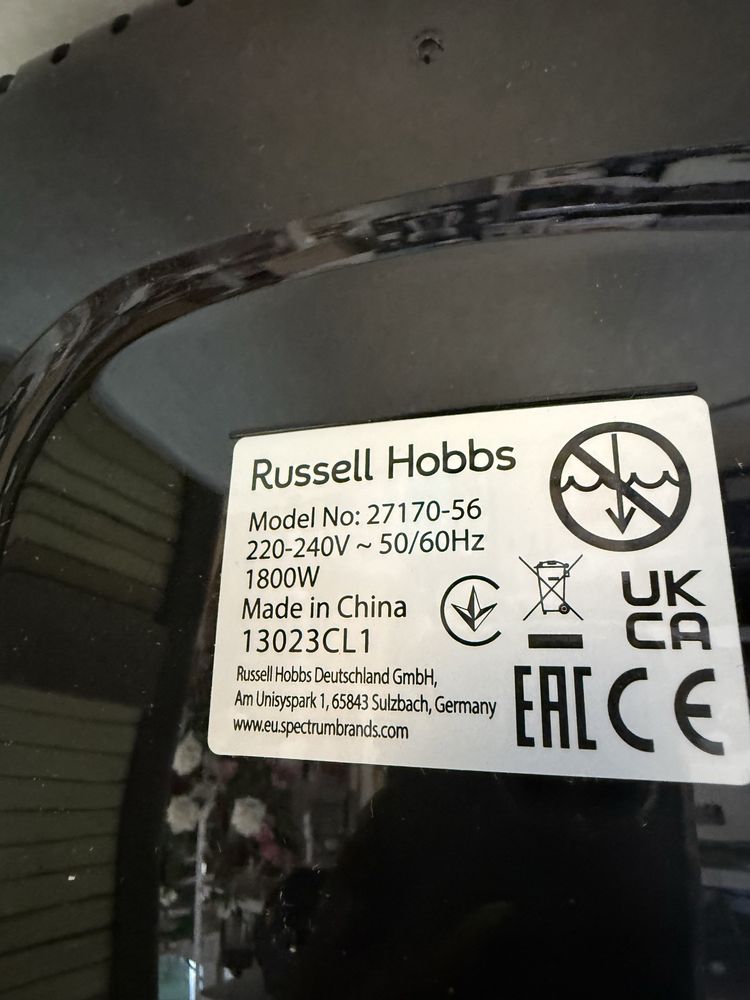 Russell Hobbs
Model No: 27170-56
220-240V ~ 50/60Hz
1800W
Made in China
13023CL1
Russell Hobbs Deutschland GmbH,
Am Unisyspark 1, 65843 Sulzbach, Germany
www.eu.spectrumbrands.com
UK
CA
EAC CE